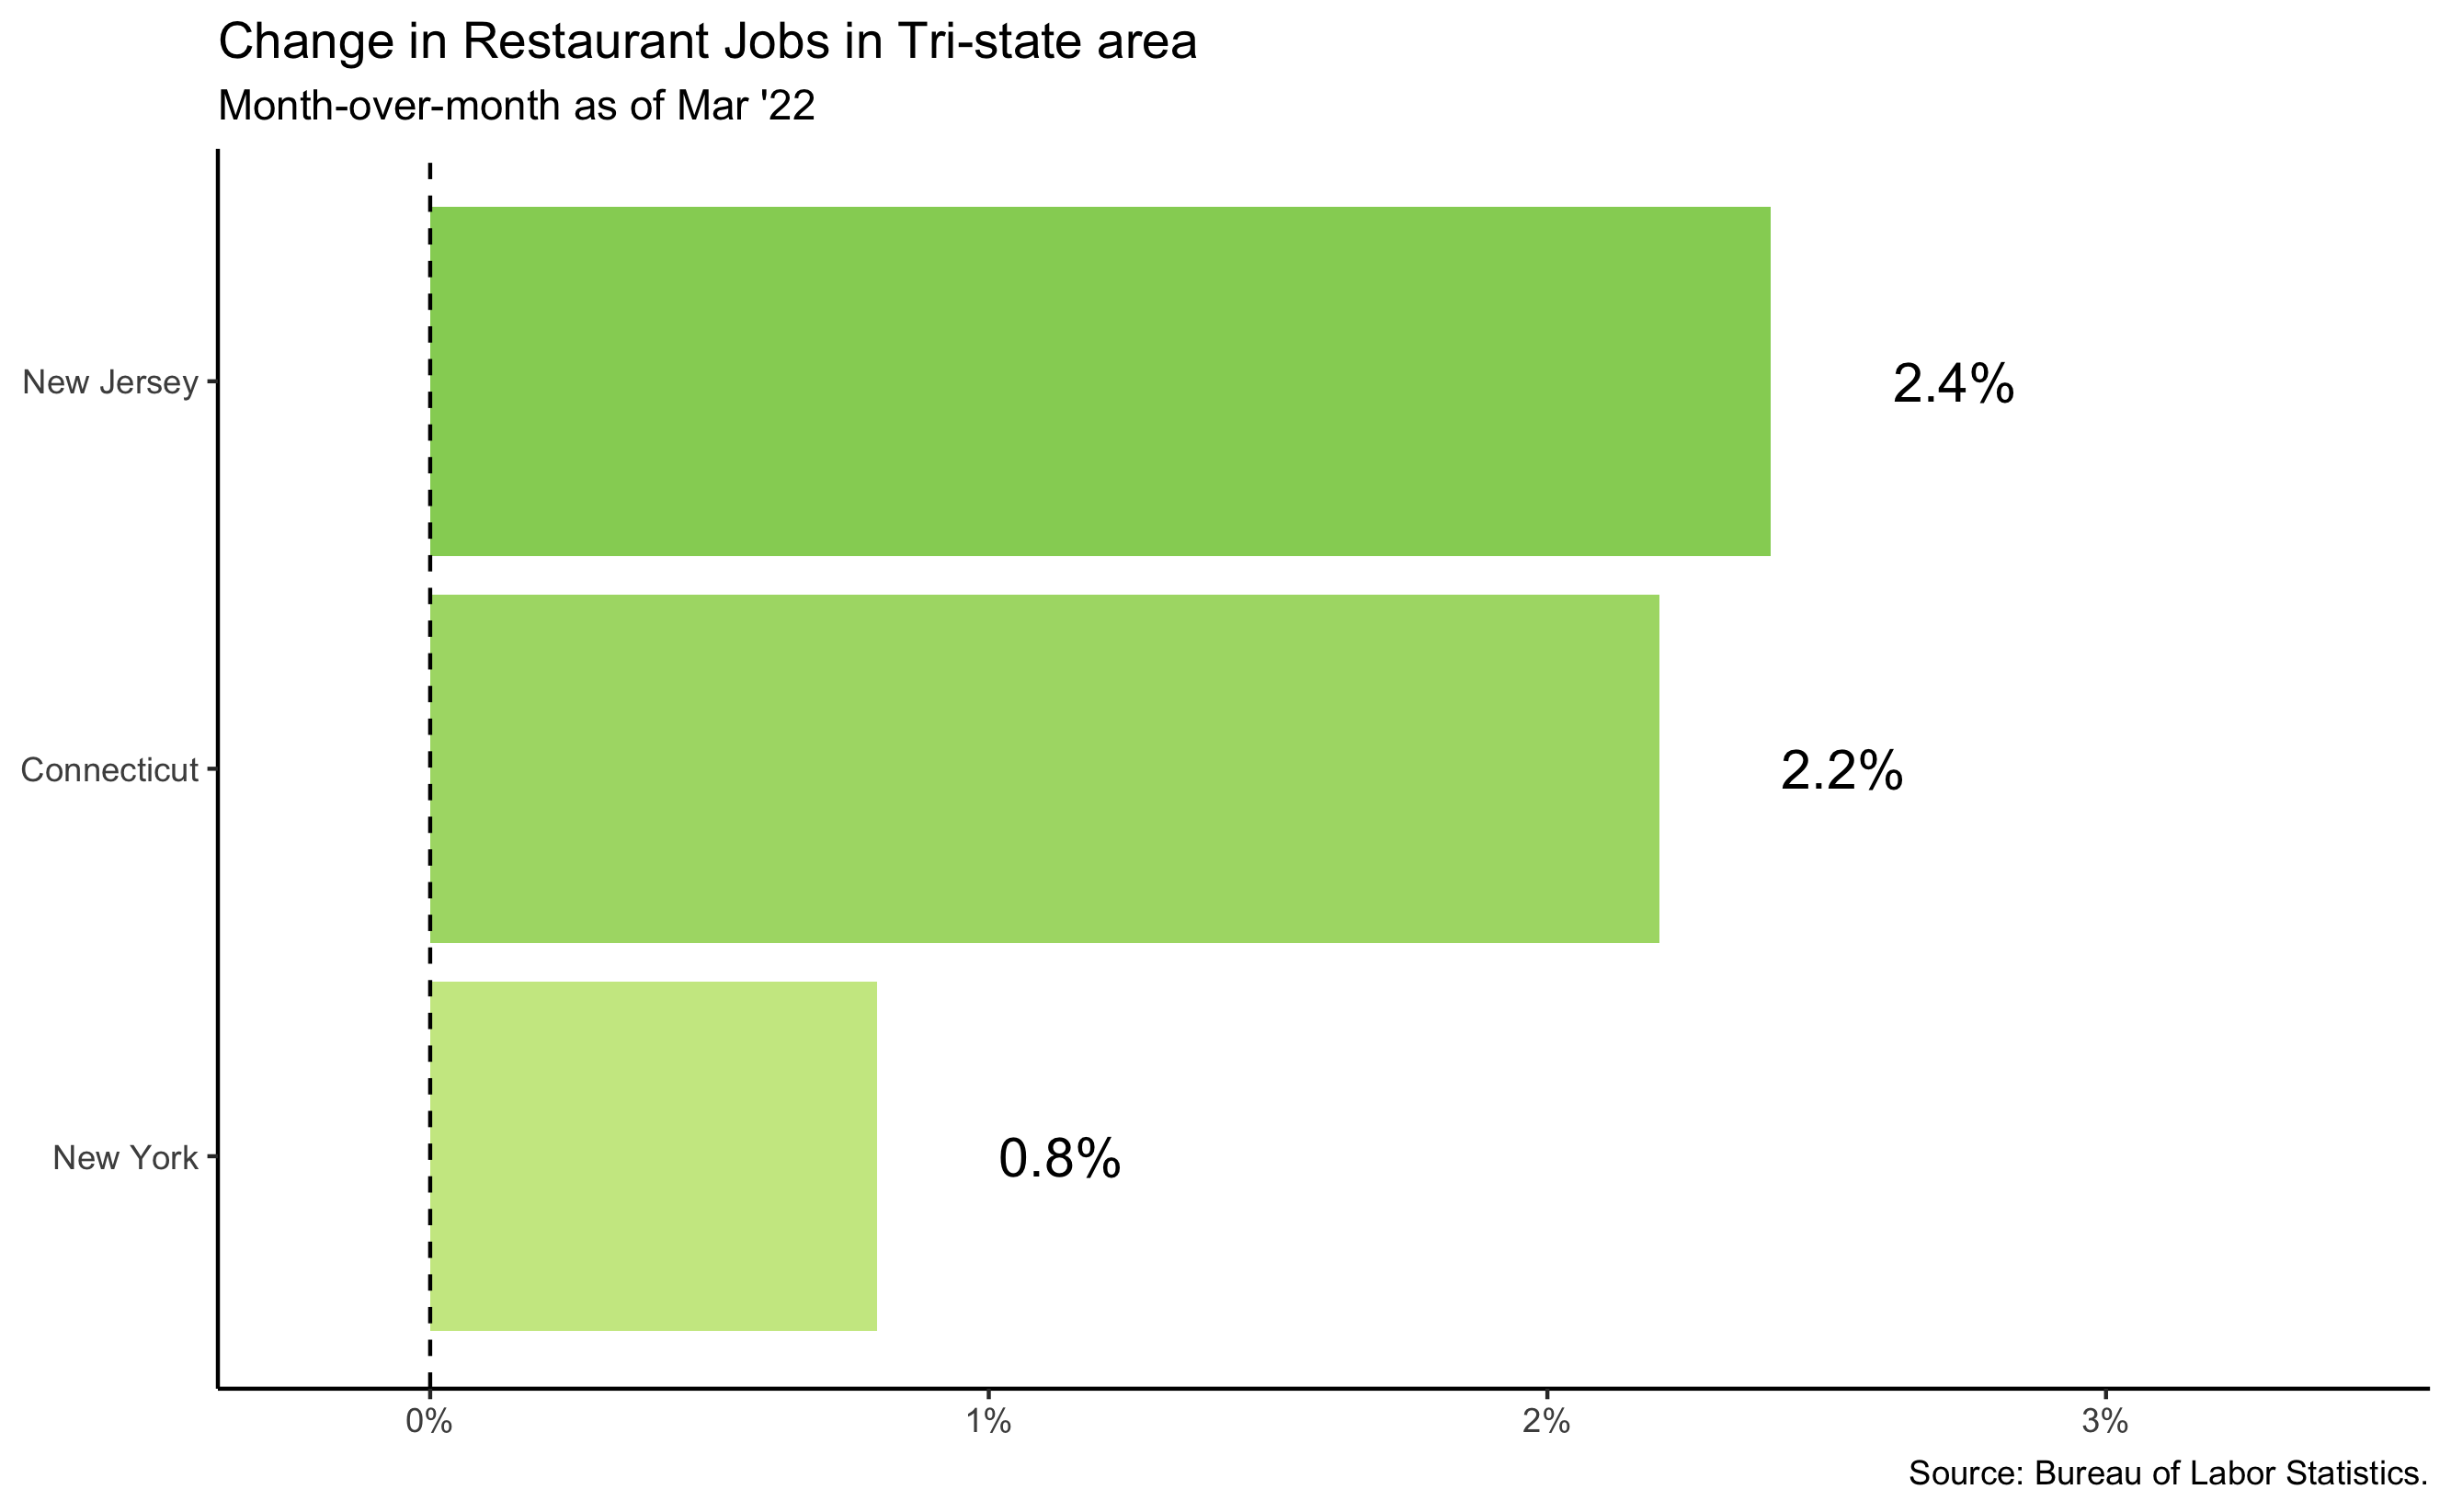 Change in Restaurant Jobs in Tri-state area
Month-over-month as of Mar '22
New Jersey
2.4%
Connecticut
2.2%
New York
0.8%
0% 1% 2% 3%
Source: Bureau of Labor Statistics.